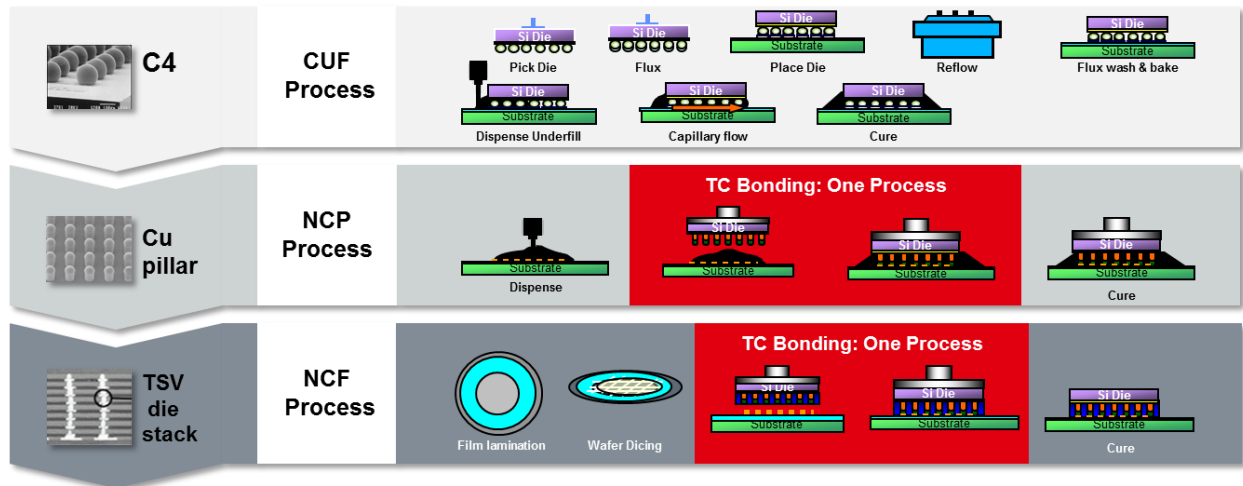 C4
CUF
Process
Si Die
Pick Die
Si Die
Flux
Si Die
Substrate
Place Die
Reflow
Si Die
Substrate
Flux wash & bake
Si Die
Substrate
Dispense Underfill
Si Die
Substrate
Capillary flow
Si Die
Substrate
Cure
Cu
pillar
NCP
Process
Substrate
Dispense
TC Bonding: One Process
Si Die
Substrate
Si Die
Substrate
Si Die
Substrate
Cure
TSV
die
stack
NCF
Process
Film lamination
Wafer Dicing
TC Bonding: One Process
Si Die
Substrate
Si Die
Substrate
Si Die
Substrate
Cure